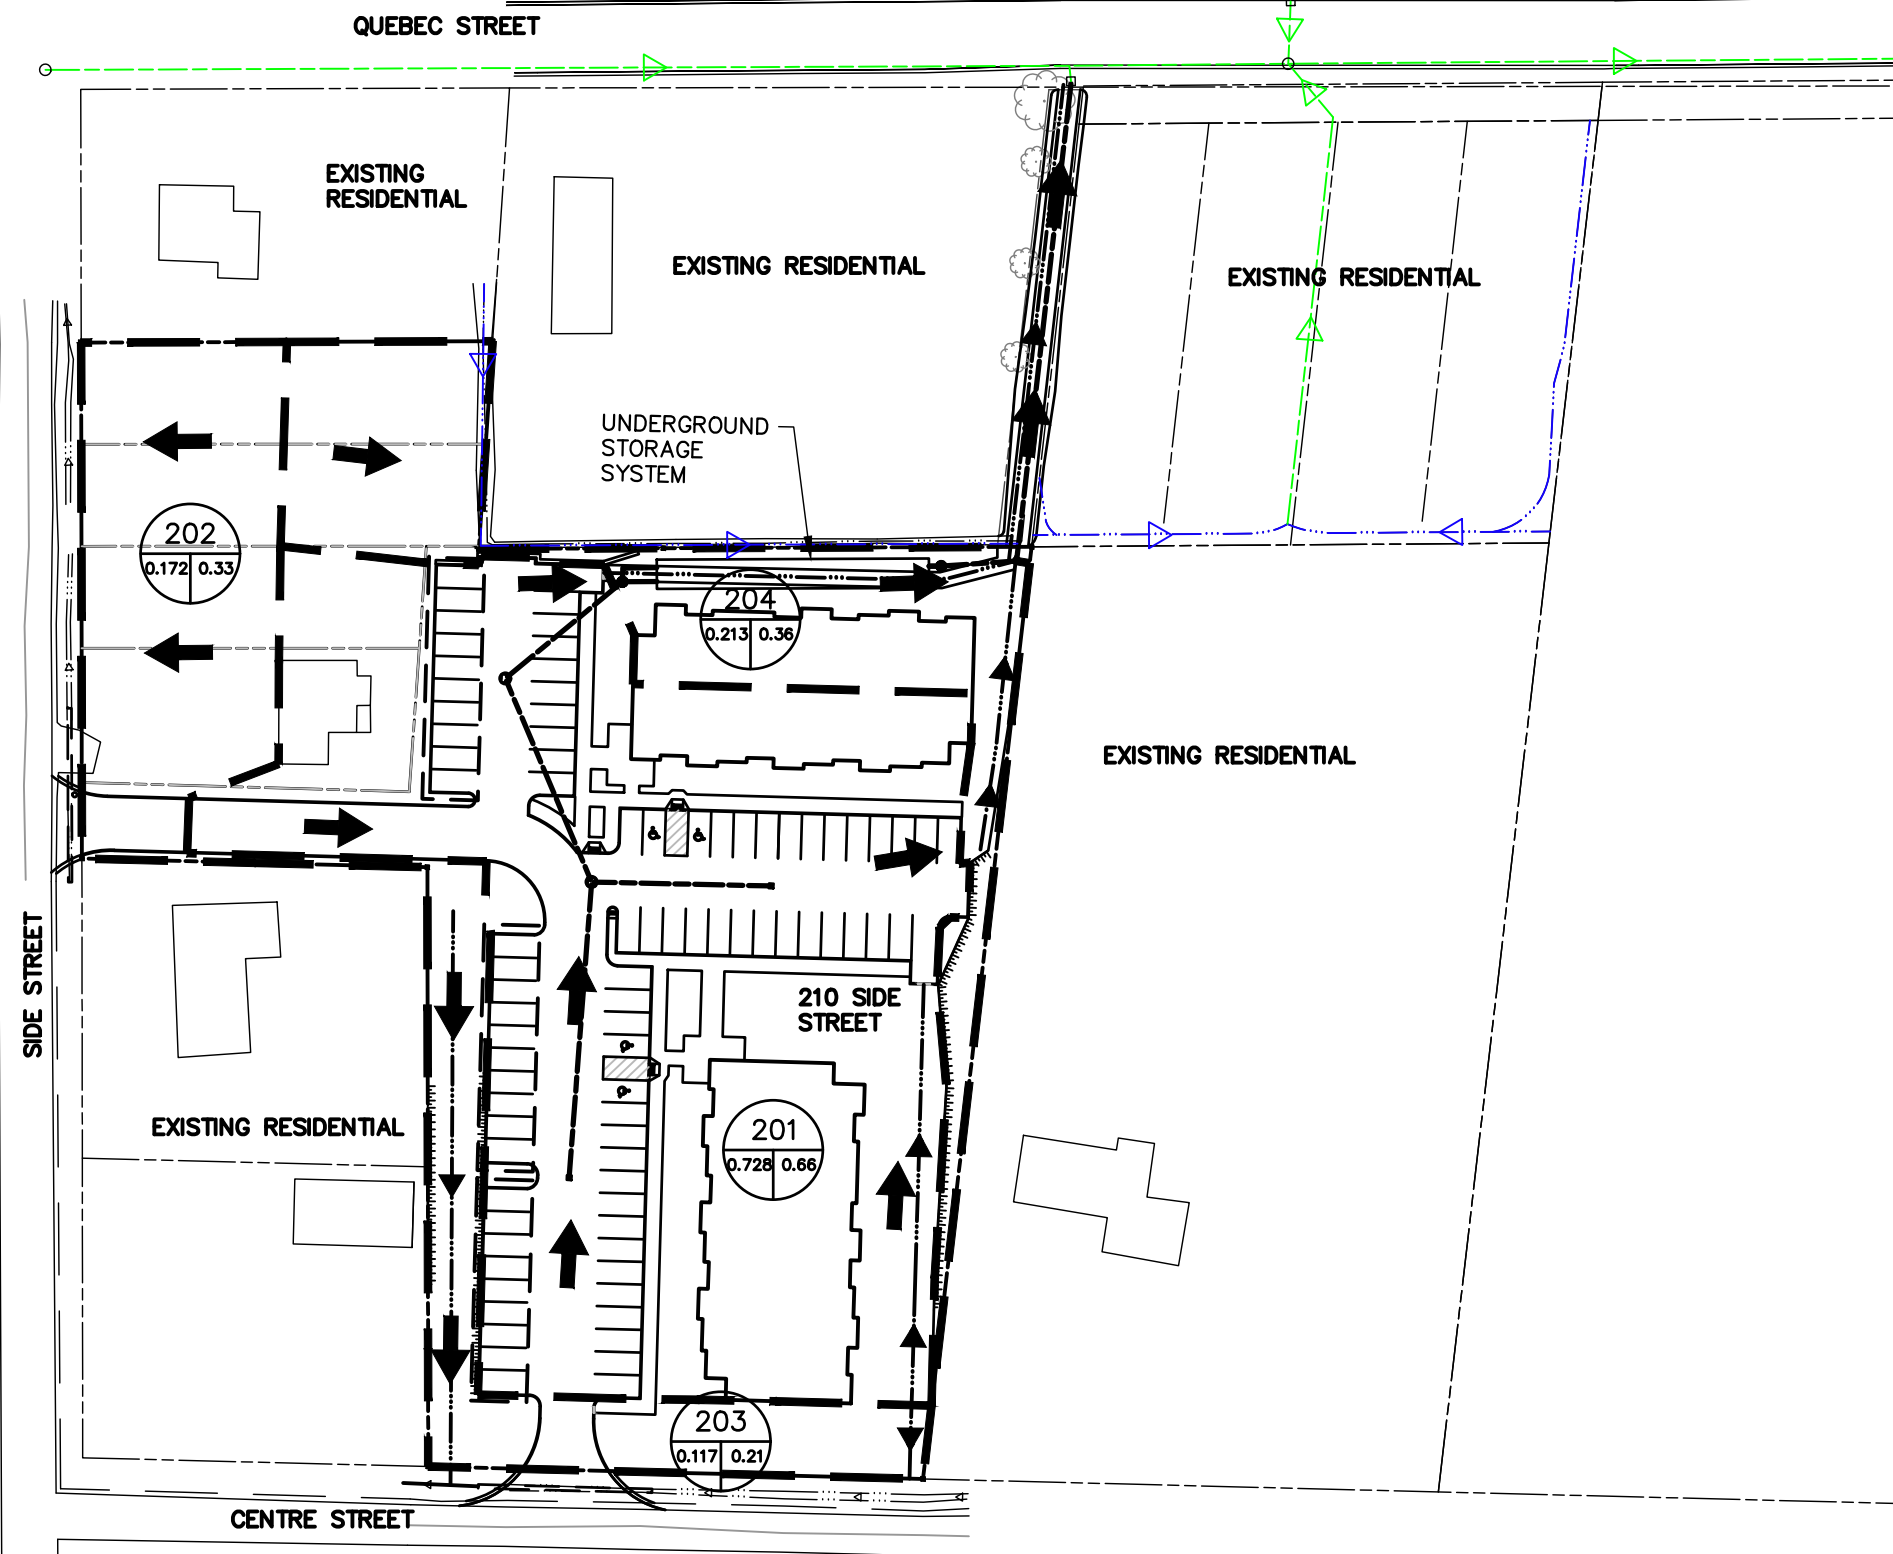 QUEBEC STREET
EXISTING
RESIDENTIAL
EXISTING RESIDENTIAL
EXISTING RESIDENTIAL
UNDERGROUND
STORAGE
SYSTEM
202
0.172 0.33
204
0.213 0.36
EXISTING RESIDENTIAL
SIDE STREET
210 SIDE
STREET
EXISTING RESIDENTIAL
201
0.728 0.66
203
0.117 0.21
CENTRE STREET